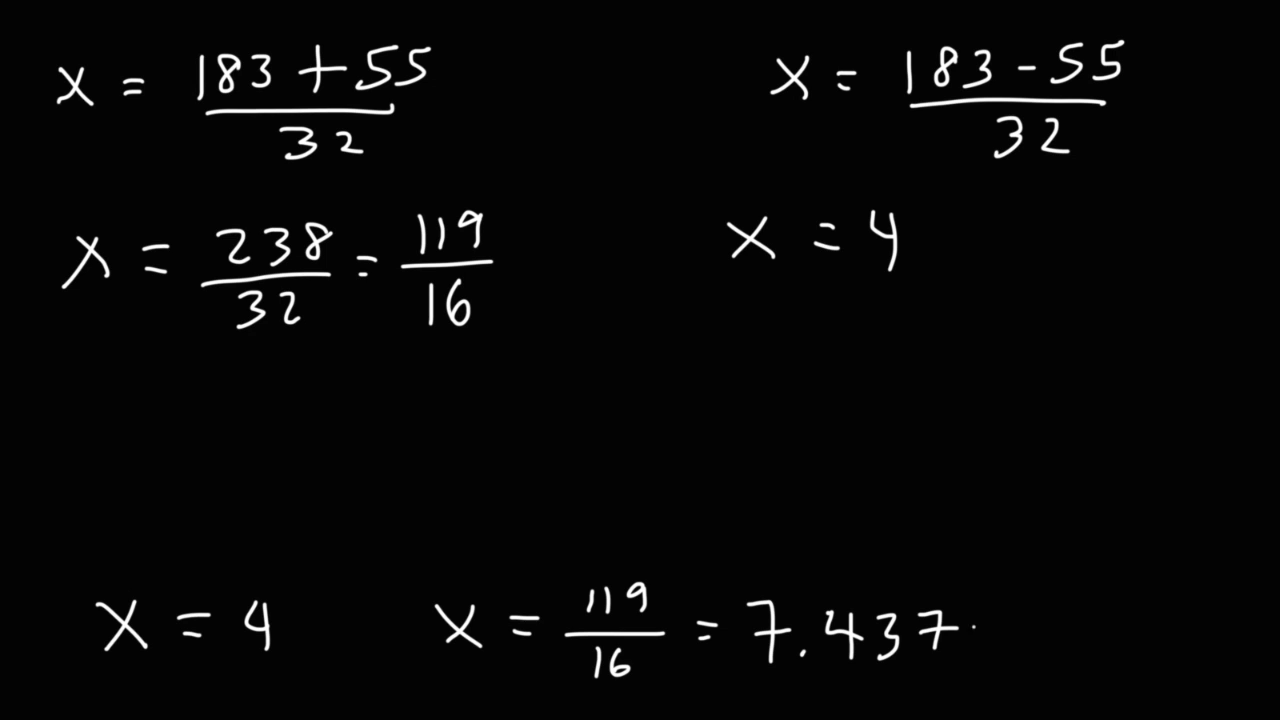 x = (183 + 55)/32    x = (183 - 55)/32
x = 238/32 = 119/16    x = 4
x = 4    x = 119/16 = 7.437